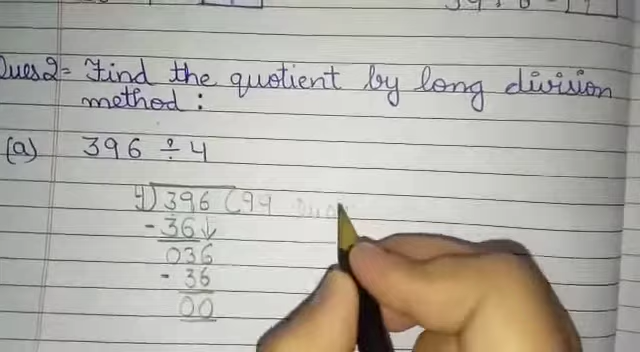 Ques2= Find the quotient by long division
method :
(a) 396 ÷ 4
4) 396 (99
- 36↓
036
- 36
00